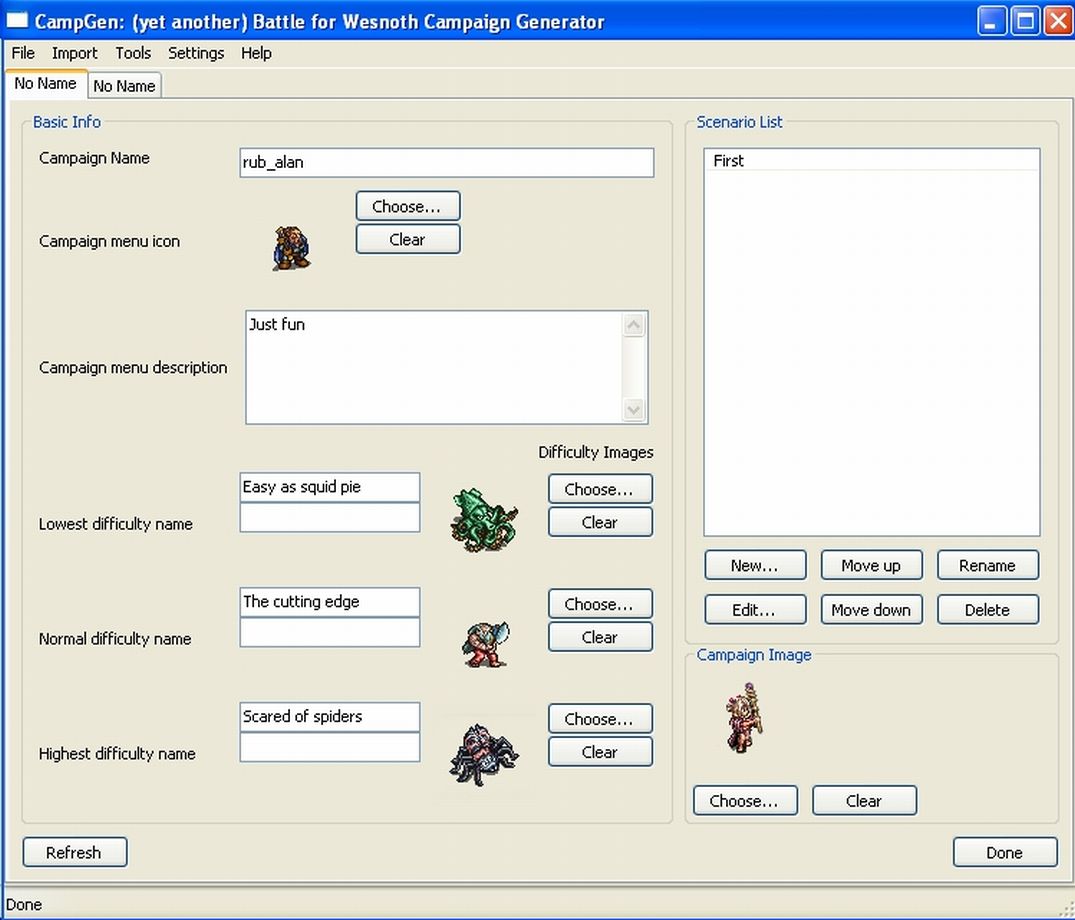 CampGen: (yet another) Battle for Wesnoth Campaign Generator
File Import Tools Settings Help
No Name No Name
Basic Info
Campaign Name
rub_alan
Campaign menu icon
Choose...
Clear
Campaign menu description
Just fun
Difficulty Images
Lowest difficulty name
Easy as squid pie
Choose...
Clear
Normal difficulty name
The cutting edge
Choose...
Clear
Highest difficulty name
Scared of spiders
Choose...
Clear
Scenario List
First
New... Move up Rename
Edit... Move down Delete
Campaign Image
Choose... Clear
Refresh Done
Done